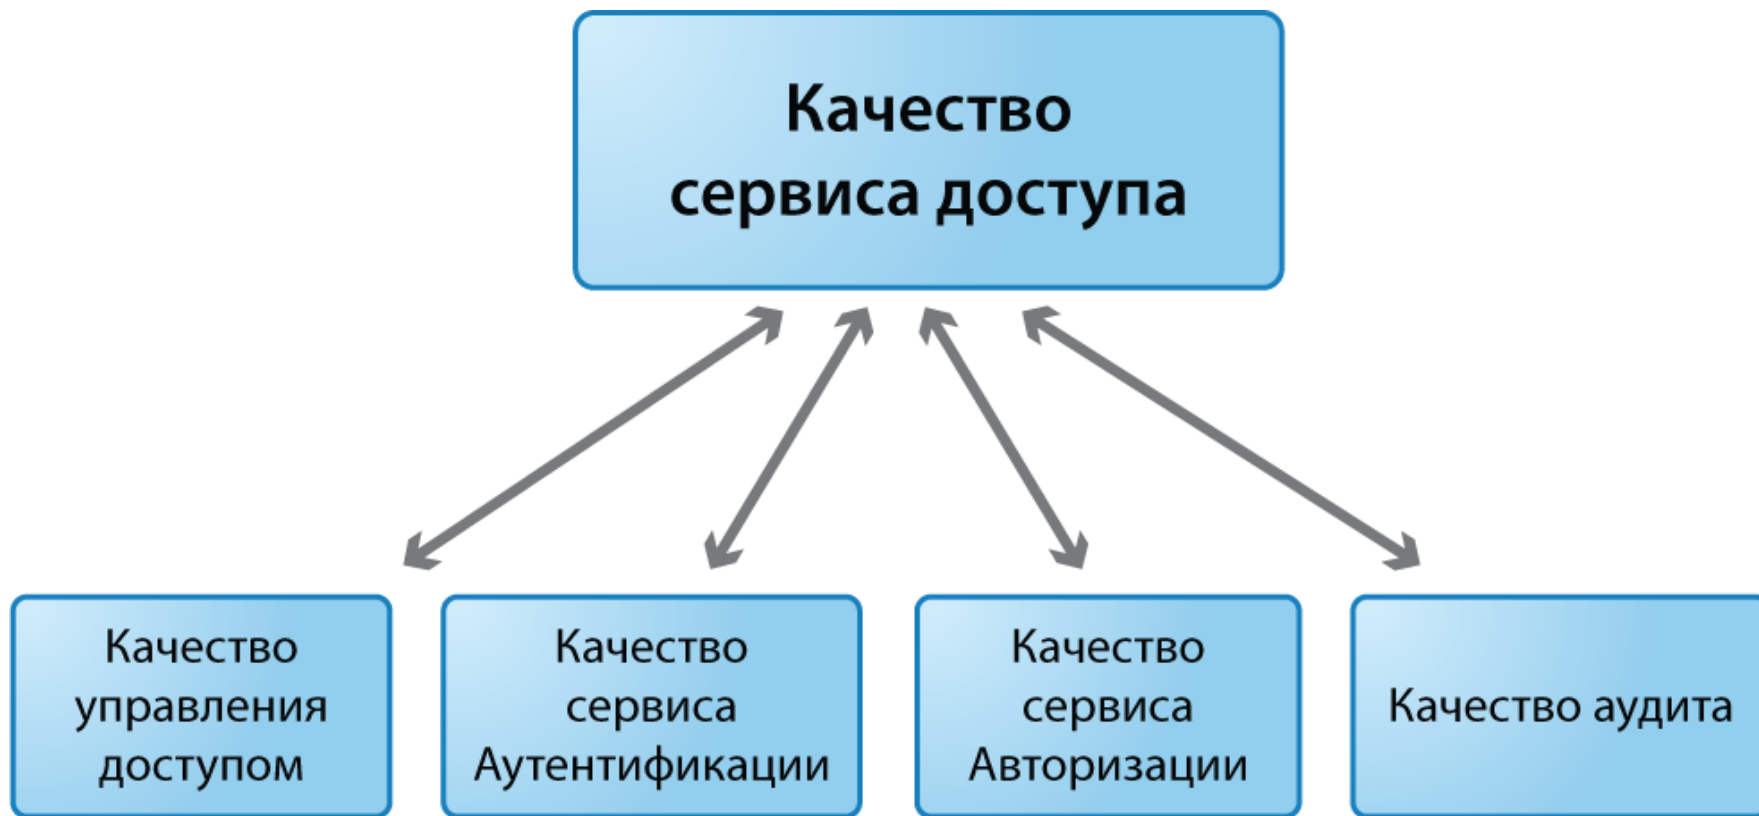 Качество
сервиса доступа
Качество
управления
доступом
Качество
сервиса
Аутентификации
Качество
сервиса
Авторизации
Качество аудита